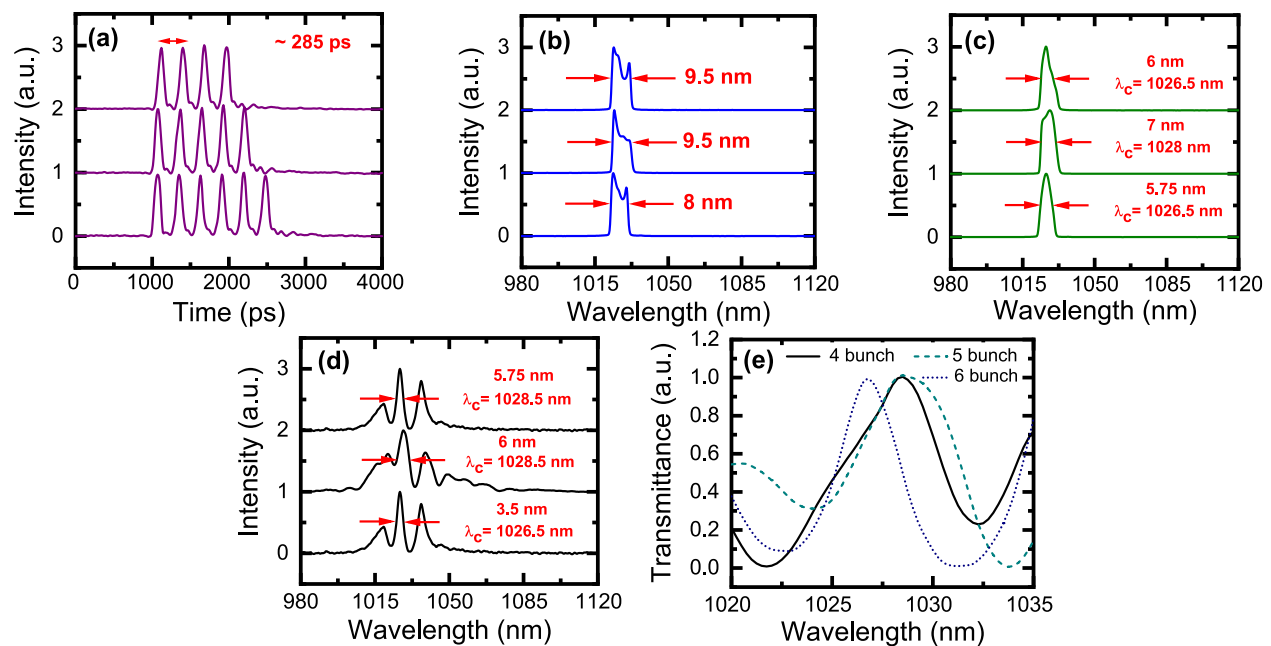 (a)
~ 285 ps
Intensity (a.u.)
3
2
1
0
0 1000 2000 3000 4000
Time (ps)
(b)
9.5 nm
9.5 nm
8 nm
Intensity (a.u.)
3
2
1
0
980 1015 1050 1085 1120
Wavelength (nm)
(c)
6 nm
λc= 1026.5 nm
7 nm
λc= 1028 nm
5.75 nm
λc= 1026.5 nm
Intensity (a.u.)
3
2
1
0
980 1015 1050 1085 1120
Wavelength (nm)
(d)
5.75 nm
λc= 1028.5 nm
6 nm
λc= 1028.5 nm
3.5 nm
λc= 1026.5 nm
Intensity (a.u.)
3
2
1
0
980 1015 1050 1085 1120
Wavelength (nm)
(e)
4 bunch 5 bunch
6 bunch
Transmittance (a.u.)
1.2
1.0
0.8
0.6
0.4
0.2
0.0
1020 1025 1030 1035
Wavelength (nm)